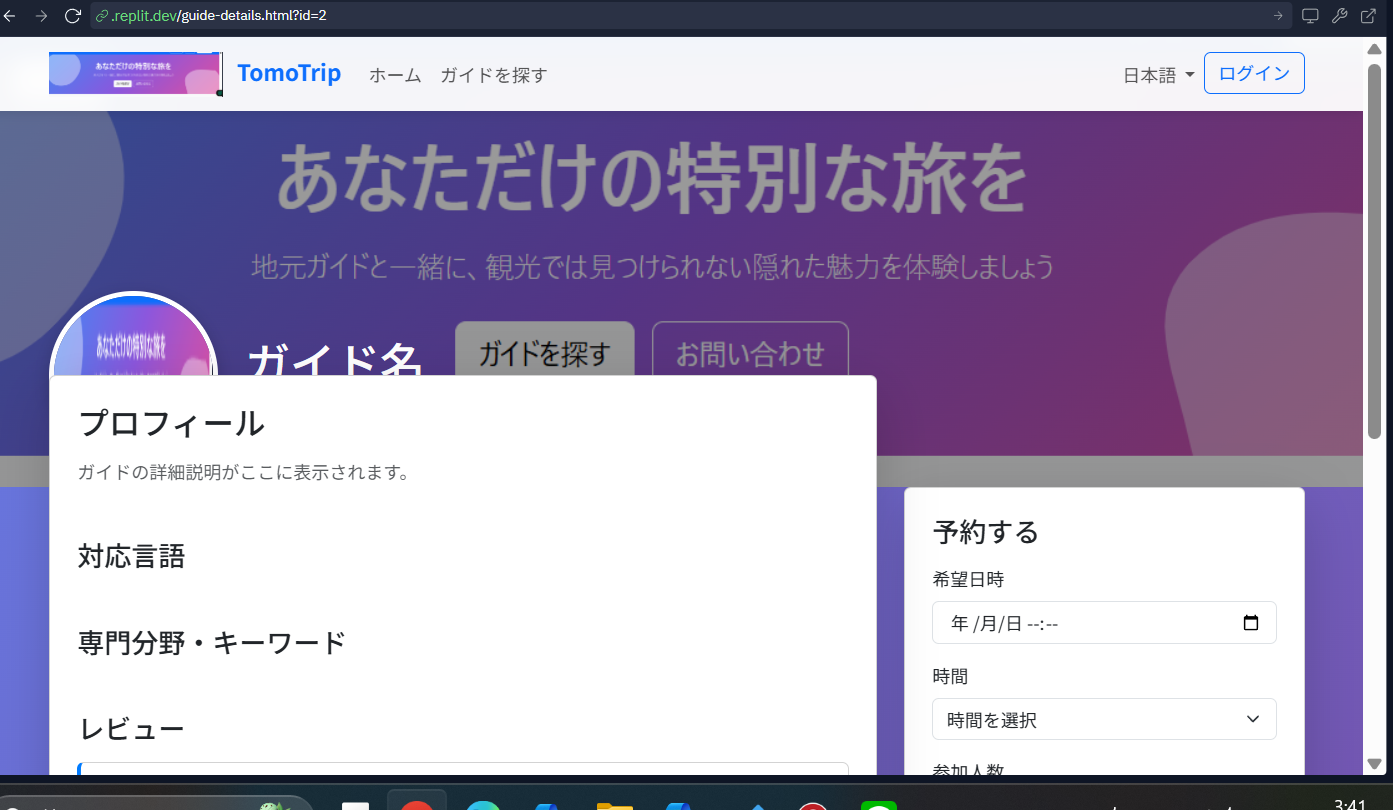 .replit.dev/guide-details.html?id=2
あなただけの特別な旅を
TomoTrip
ホーム
ガイドを探す
日本語
ログイン
あなただけの特別な旅を
地元ガイドと一緒に、観光では見つけられない隠れた魅力を体験しましょう
あなただけの特別な旅を
ガイド名
ガイドを探す
お問い合わせ
プロフィール
ガイドの詳細説明がここに表示されます。
対応言語
専門分野・キーワード
レビュー
予約する
希望日時
年 /月/日 --:--
時間
時間を選択
参加人数
3:41